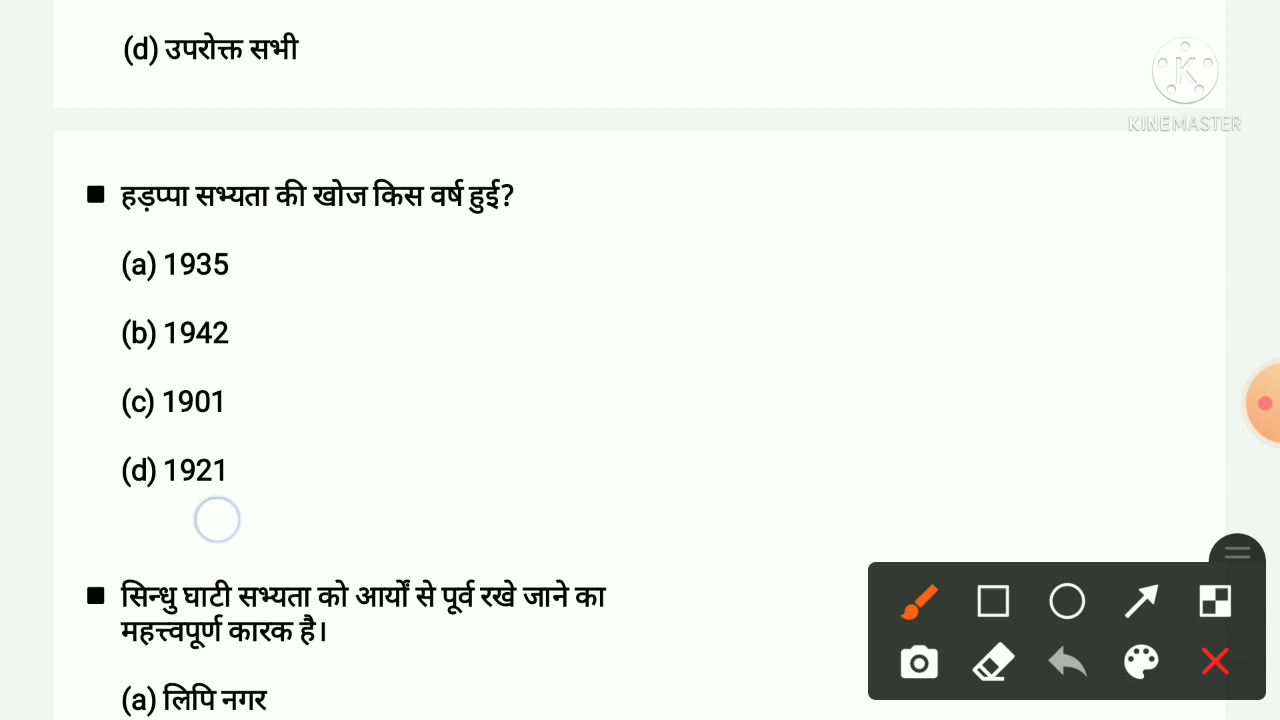 (d) उपरोक्त सभी
KINEMASTER
■ हड़प्पा सभ्यता की खोज किस वर्ष हुई?
(a) 1935
(b) 1942
(c) 1901
(d) 1921
■ सिन्धु घाटी सभ्यता को आर्यों से पूर्व रखे जाने का
महत्त्वपूर्ण कारक है।
(a) लिपि नगर